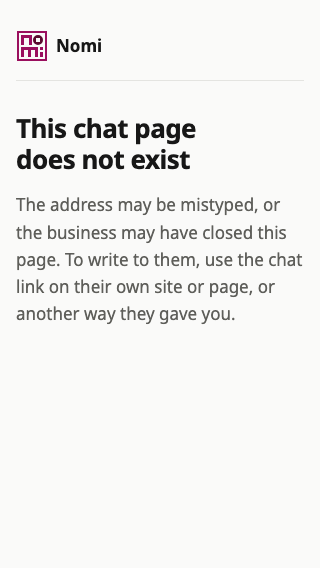 nomi
Nomi
This chat page
does not exist
The address may be mistyped, or
the business may have closed this
page. To write to them, use the chat
link on their own site or page, or
another way they gave you.